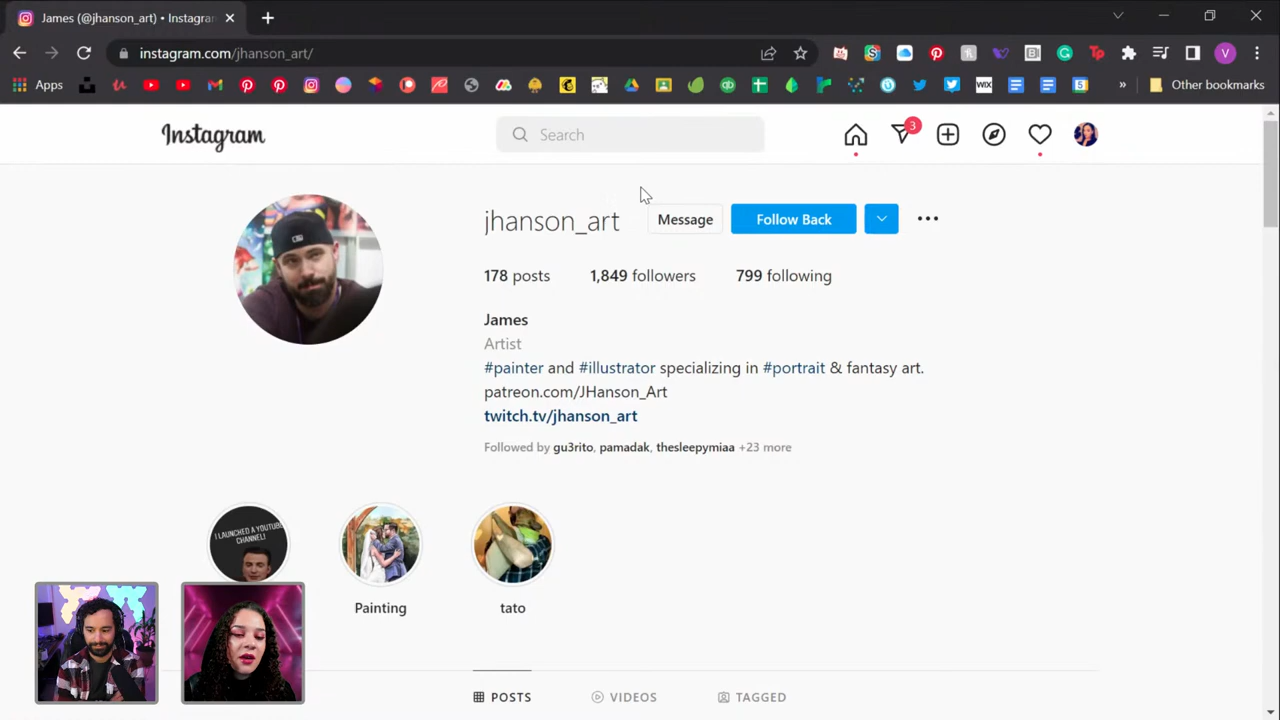 James (@jhanson_art) • Instagra
instagram.com/jhanson_art/
V
Apps
Other bookmarks
Instagram
Search
3
jhanson_art
Message
Follow Back
178 posts
1,849 followers
799 following
James
Artist
#painter and #illustrator specializing in #portrait & fantasy art.
patreon.com/JHanson_Art
twitch.tv/jhanson_art
Followed by gu3rito, pamadak, thesleepymiaa +23 more
I LAUNCHED A YOUTUBE
CHANNEL!
Painting
tato
POSTS
VIDEOS
TAGGED